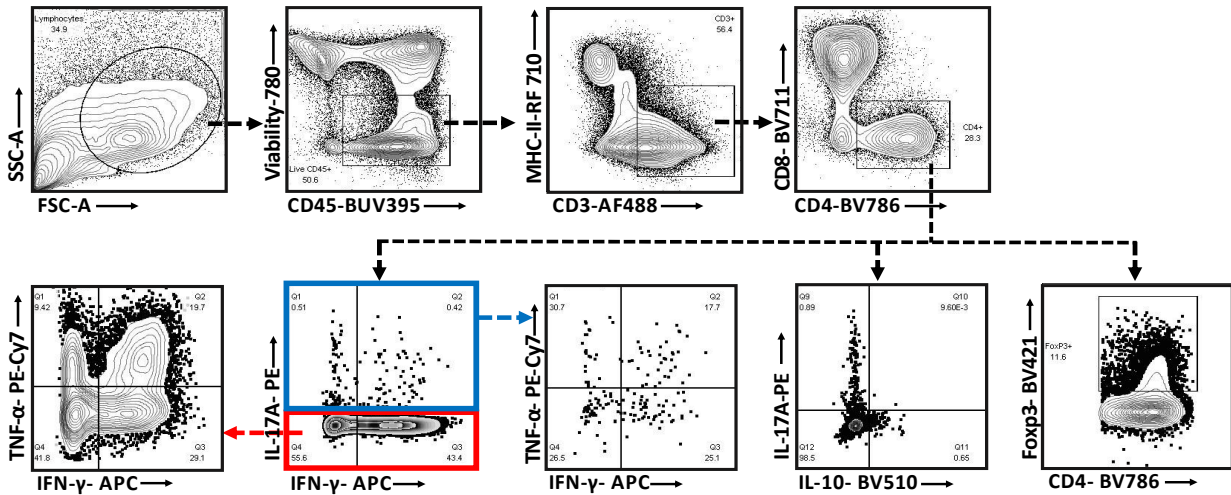 Lymphocytes
34.9
SSC-A
FSC-A
Viability-780
Live CD45+
50.6
CD45-BUV395
MHC-II-RF 710
CD3+
56.4
CD3-AF488
CD8- BV711
CD4+
28.3
CD4-BV786
TNF-α- PE-Cy7
Q1
9.42
Q2
19.7
Q4
41.8
Q3
29.1
IFN-γ- APC
IL-17A- PE
Q1
0.51
Q2
0.42
Q4
55.6
Q3
43.4
IFN-γ- APC
TNF-α- PE-Cy7
Q1
30.7
Q2
17.7
Q4
26.5
Q3
25.1
IFN-γ- APC
IL-17A-PE
Q9
0.89
Q10
9.60E-3
Q12
98.5
Q11
0.65
IL-10- BV510
Foxp3- BV421
FoxP3+
11.6
CD4- BV786